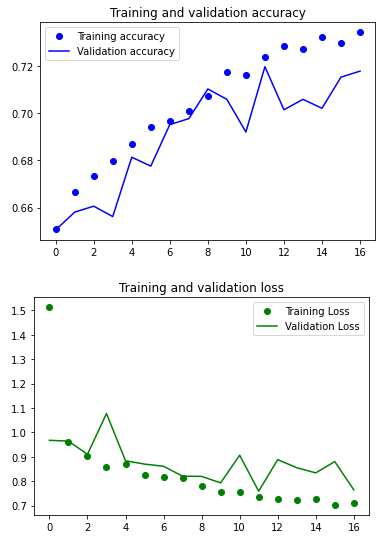 Training and validation accuracy
Training accuracy
Validation accuracy
0.72
0.70
0.68
0.66
0 2 4 6 8 10 12 14 16
Training and validation loss
Training Loss
Validation Loss
1.5
1.4
1.3
1.2
1.1
1.0
0.9
0.8
0.7
0 2 4 6 8 10 12 14 16